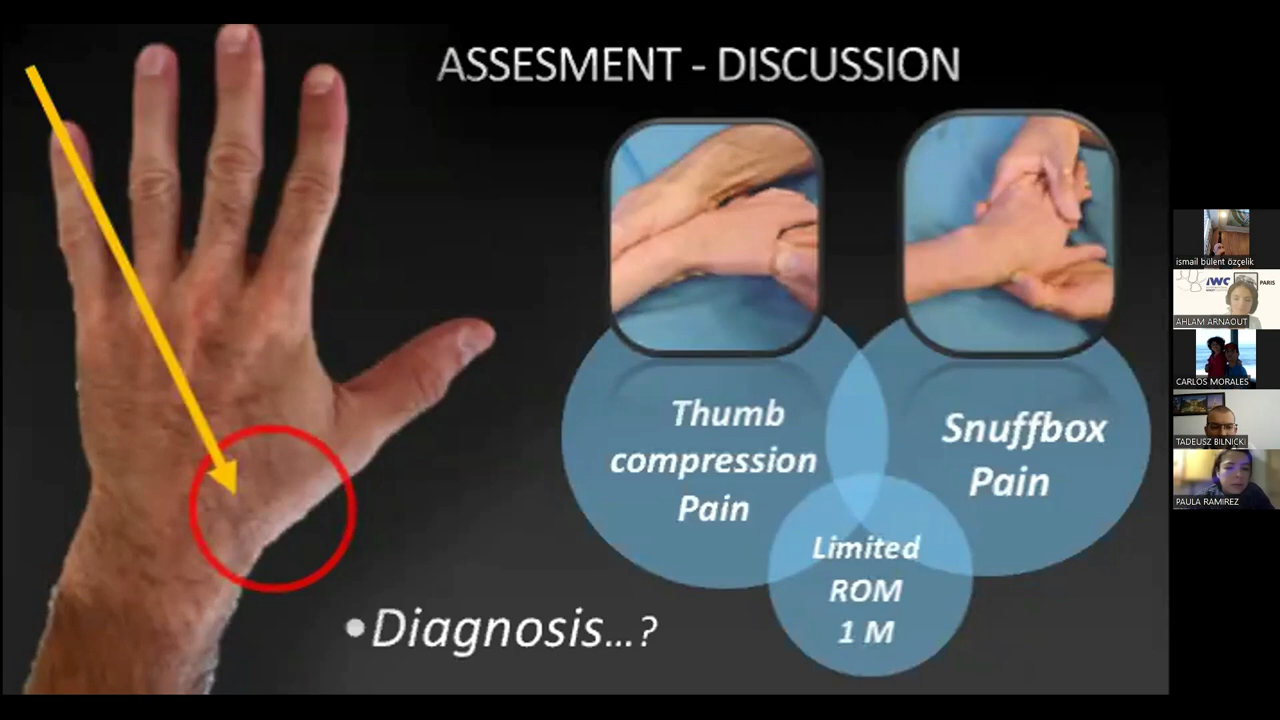 ASSESMENT - DISCUSSION
Thumb
compression
Pain
Snuffbox
Pain
Limited
ROM
1 M
•Diagnosis...?
ismail bülent özçelik
IWC
PARIS
AHLAM ARNAOUT
CARLOS MORALES
TADEUSZ BILNICKI
PAULA RAMIREZ